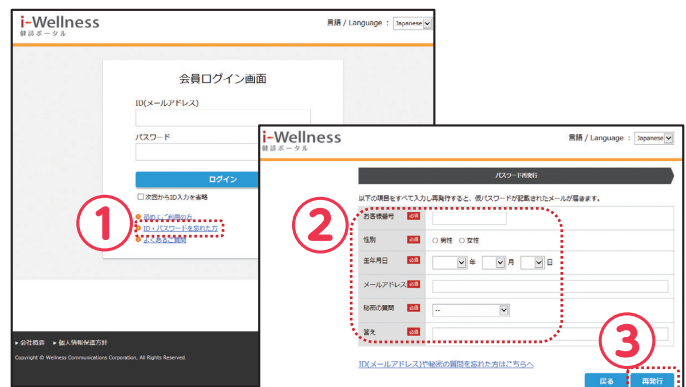 i-Wellness
健診ポータル
言語 / Language : Japanese
会員ログイン画面
ID(メールアドレス)
パスワード
ログイン
次回からID入力を省略
初めてご利用の方
ID・パスワードを忘れた方
よくあるご質問
①
▸ 会社概要 ▸ 個人情報保護方針
Copyright © Wellness Communications Corporation, All Rights Reserved.
i-Wellness
健診ポータル
言語 / Language : Japanese
パスワード再発行
以下の項目をすべて入力し再発行すると、仮パスワードが記載されたメールが届きます。
②
お客様番号 必須
性別 必須 男性 女性
生年月日 必須 年 月 日
メールアドレス 必須
秘密の質問 必須 --
答え 必須
③
ID(メールアドレス)や秘密の質問を忘れた方はこちらへ
戻る 再発行